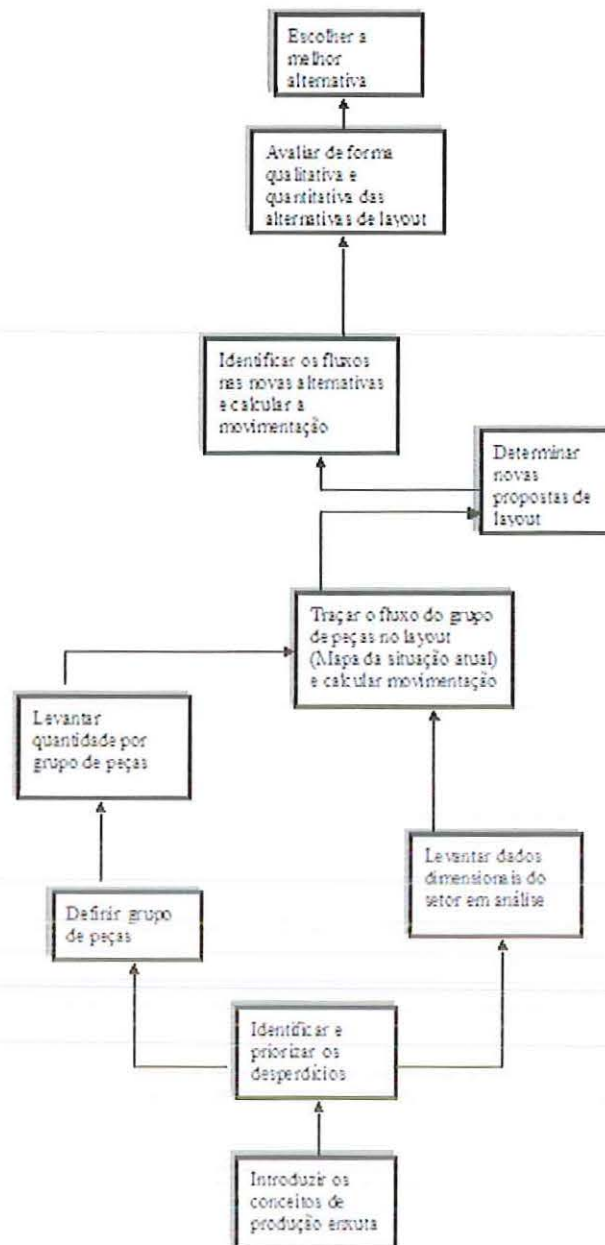 Escolher a
melhor
alternativa
Avaliar de forma
qualitativa e
quantitativa das
alternativas de layout
Identificar os fluxos
nas novas alternativas
e calcular a
movimentação
Determinar
novas
propostas de
layout
Traçar o fluxo do grupo
de peças no layout
(Mapa da situação atual)
e calcular movimentação
Levantar
quantidade por
grupo de peças
Levantar dados
dimensionais do
setor em análise
Definir grupo
de peças
Identificar e
priorizar os
desperdícios
Introduzir os
conceitos de
produção enxuta